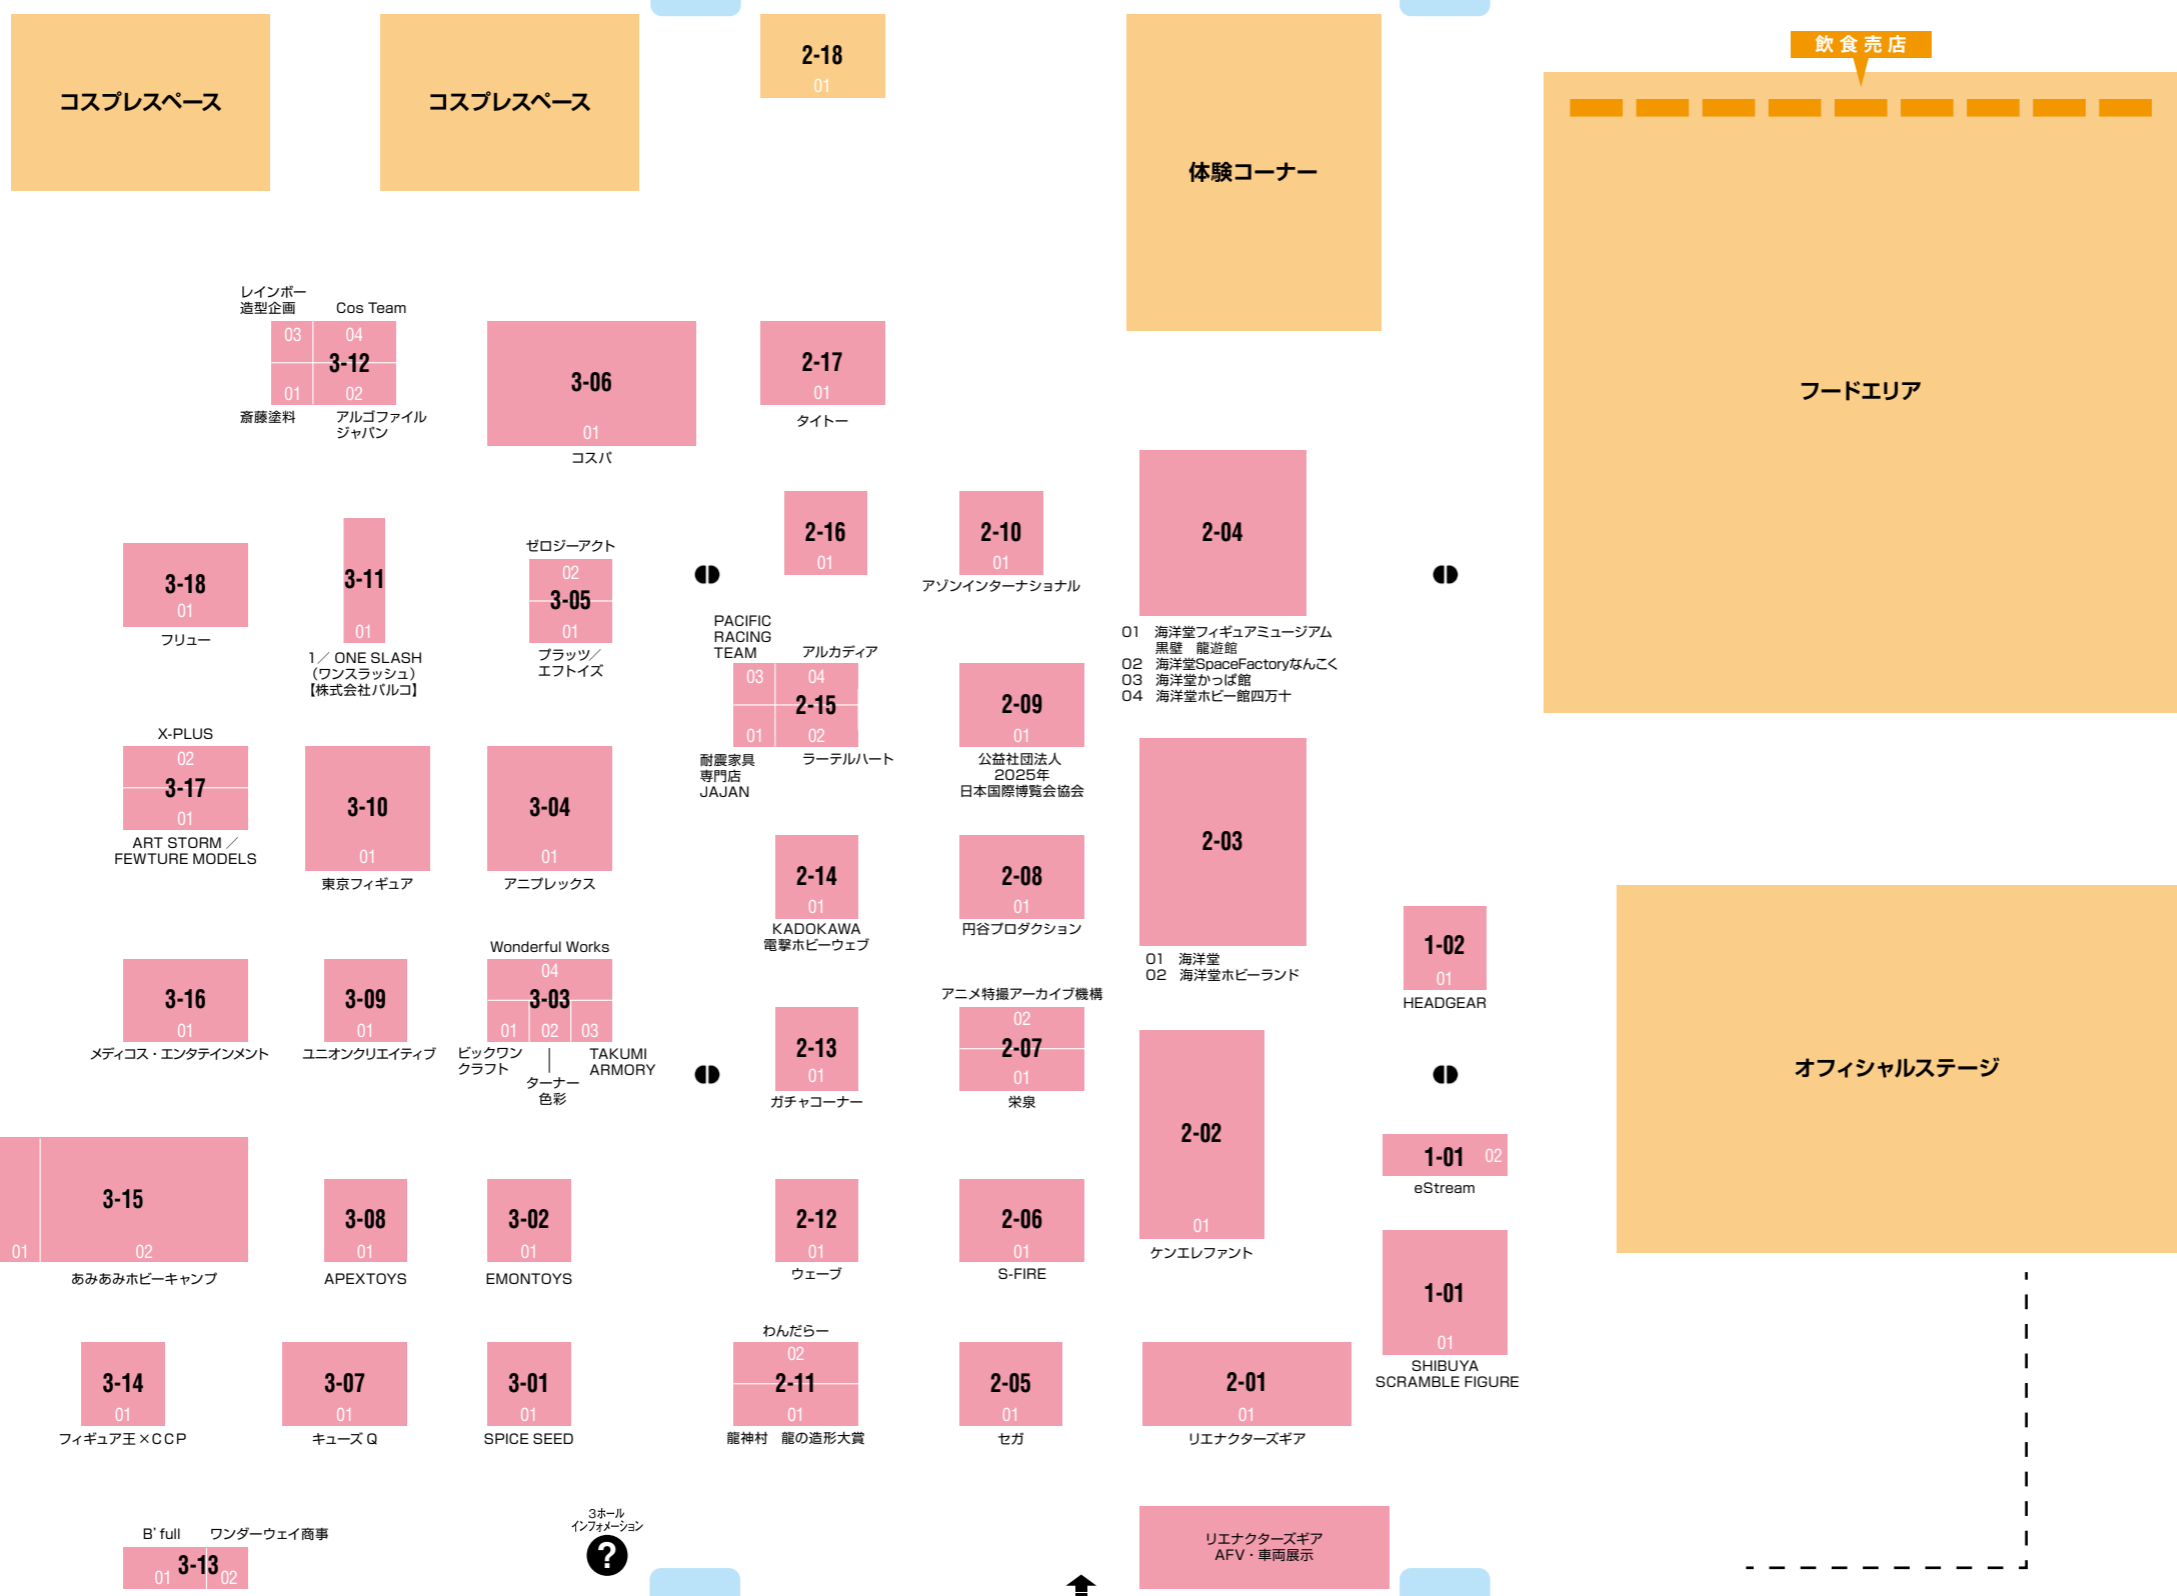 飲食売店
コスプレスペース
コスプレスペース
2-18
01
体験コーナー
フードエリア
レインボー
造型企画
Cos Team
03
04
3-12
01
02
斎藤塗料
アルゴファイル
ジャパン
3-06
01
コスパ
2-17
01
タイトー
3-18
01
フリュー
3-11
01
1／ ONE SLASH
（ワンスラッシュ）
【株式会社パルコ】
ゼロジーアクト
02
3-05
01
プラッツ／
エフトイズ
2-16
01
2-10
01
アゾンインターナショナル
2-04
01 海洋堂フィギュアミュージアム
黒壁 龍遊館
02 海洋堂SpaceFactoryなんこく
03 海洋堂かっぱ館
04 海洋堂ホビー館四万十
PACIFIC
RACING
TEAM
アルカディア
03
04
2-15
01
02
耐震家具
専門店
JAJAN
ラーテルハート
2-09
01
公益社団法人
2025年
日本国際博覧会協会
X-PLUS
02
3-17
01
ART STORM ／
FEWTURE MODELS
3-10
01
東京フィギュア
3-04
01
アニプレックス
2-14
01
KADOKAWA
電撃ホビーウェブ
2-08
01
円谷プロダクション
2-03
01 海洋堂
02 海洋堂ホビーランド
1-02
01
HEADGEAR
オフィシャルステージ
3-16
01
メディコス・エンタテインメント
3-09
01
ユニオンクリエイティブ
Wonderful Works
04
3-03
01
02
03
ビックワン
クラフト
ターナー
色彩
TAKUMI
ARMORY
2-13
01
ガチャコーナー
アニメ特撮アーカイブ機構
02
2-07
01
栄泉
2-02
01
ケンエレファント
1-01
02
eStream
3-15
01
02
あみあみホビーキャンプ
3-08
01
APEXTOYS
3-02
01
EMONTOYS
2-12
01
ウェーブ
2-06
01
S-FIRE
1-01
01
SHIBUYA
SCRAMBLE FIGURE
3-14
01
フィギュア王×CCP
3-07
01
キューズ Q
3-01
01
SPICE SEED
わんだらー
02
2-11
01
龍神村 龍の造形大賞
2-05
01
セガ
2-01
01
リエナクターズギア
B'full
ワンダーウェイ商事
3-13
01
02
3ホール
インフォメーション
?
リエナクターズギア
AFV・車両展示